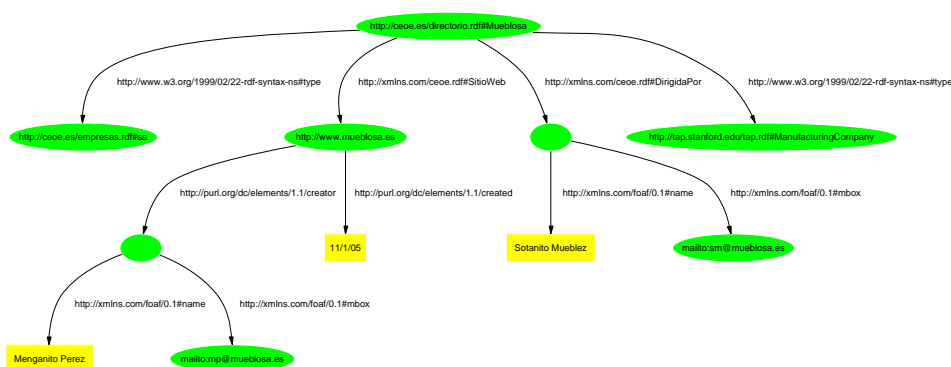 http://ceoe.es/directorio.rdf#Mueblosa
http://www.w3.org/1999/02/22-rdf-syntax-ns#type
http://xmlns.com/ceoe.rdf#SitioWeb
http://xmlns.com/ceoe.rdf#DirigidaPor
http://www.w3.org/1999/02/22-rdf-syntax-ns#type
http://ceoe.es/empresas.rdf#sa
http://www.mueblosa.es
http://tap.stanford.edu/tap.rdf#ManufacturingCompany
http://purl.org/dc/elements/1.1/creator
http://purl.org/dc/elements/1.1/created
http://xmlns.com/foaf/0.1#name
http://xmlns.com/foaf/0.1#mbox
11/1/05
Sotanito Mueblez
mailto:sm@mueblosa.es
http://xmlns.com/foaf/0.1#name
http://xmlns.com/foaf/0.1#mbox
Menganito Perez
mailto:mp@mueblosa.es